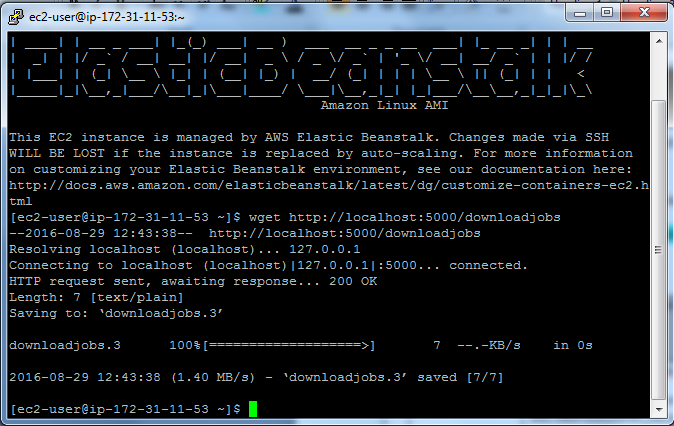 ec2-user@ip-172-31-11-53:~
ElasticBeanstalk
Amazon Linux AMI
This EC2 instance is managed by AWS Elastic Beanstalk. Changes made via SSH
WILL BE LOST if the instance is replaced by auto-scaling. For more information
on customizing your Elastic Beanstalk environment, see our documentation here:
http://docs.aws.amazon.com/elasticbeanstalk/latest/dg/customize-containers-ec2.h
tml
[ec2-user@ip-172-31-11-53 ~]$ wget http://localhost:5000/downloadjobs
--2016-08-29 12:43:38--  http://localhost:5000/downloadjobs
Resolving localhost (localhost)... 127.0.0.1
Connecting to localhost (localhost)|127.0.0.1|:5000... connected.
HTTP request sent, awaiting response... 200 OK
Length: 7 [text/plain]
Saving to: ‘downloadjobs.3’
downloadjobs.3      100%[===================>]       7  --.-KB/s    in 0s
2016-08-29 12:43:38 (1.40 MB/s) - ‘downloadjobs.3’ saved [7/7]
[ec2-user@ip-172-31-11-53 ~]$